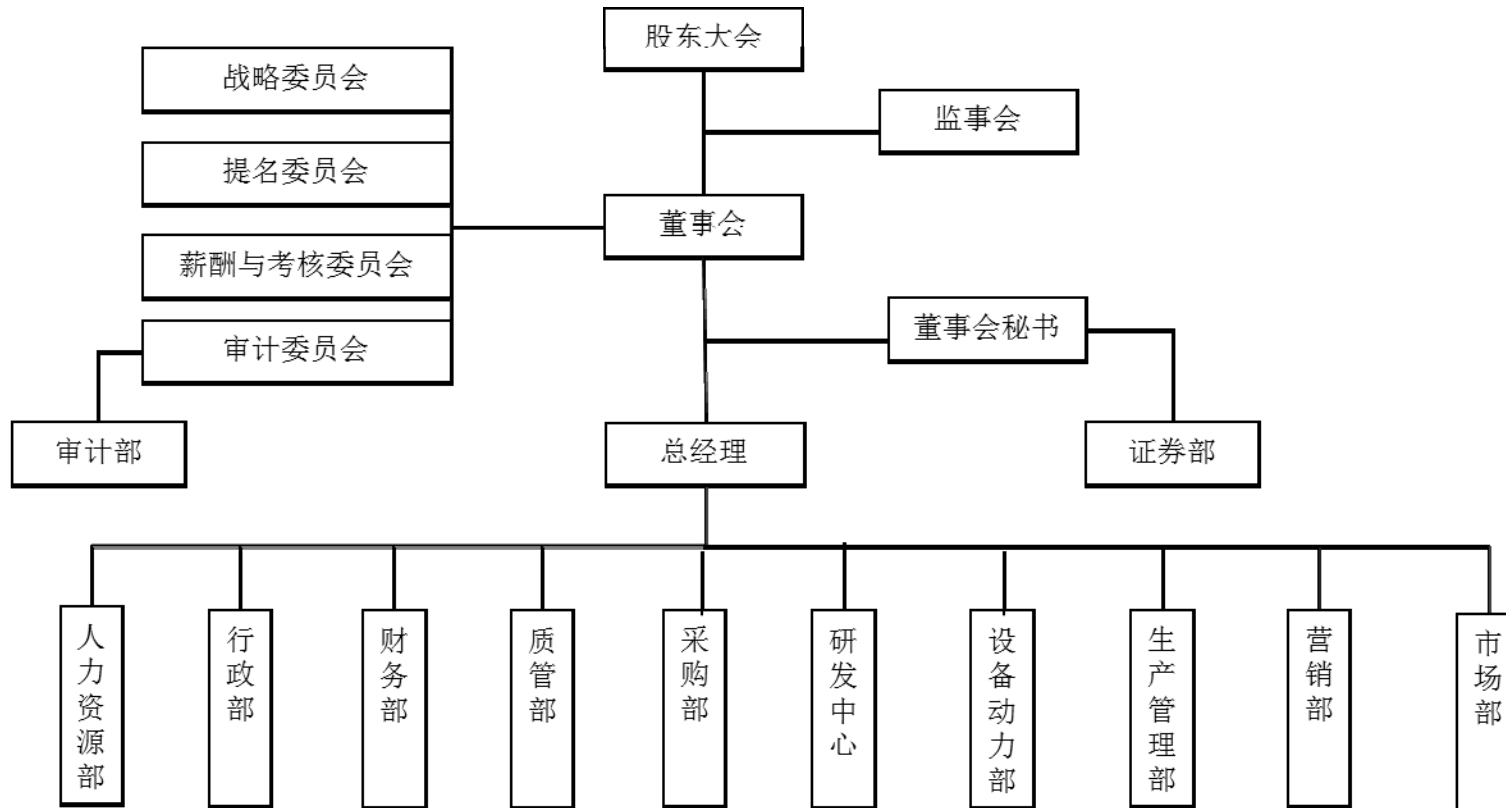 股东大会
战略委员会
监事会
提名委员会
董事会
薪酬与考核委员会
董事会秘书
审计委员会
审计部
总经理
证券部
人力资源部
行政部
财务部
质管部
采购部
研发中心
设备动力部
生产管理部
营销部
市场部